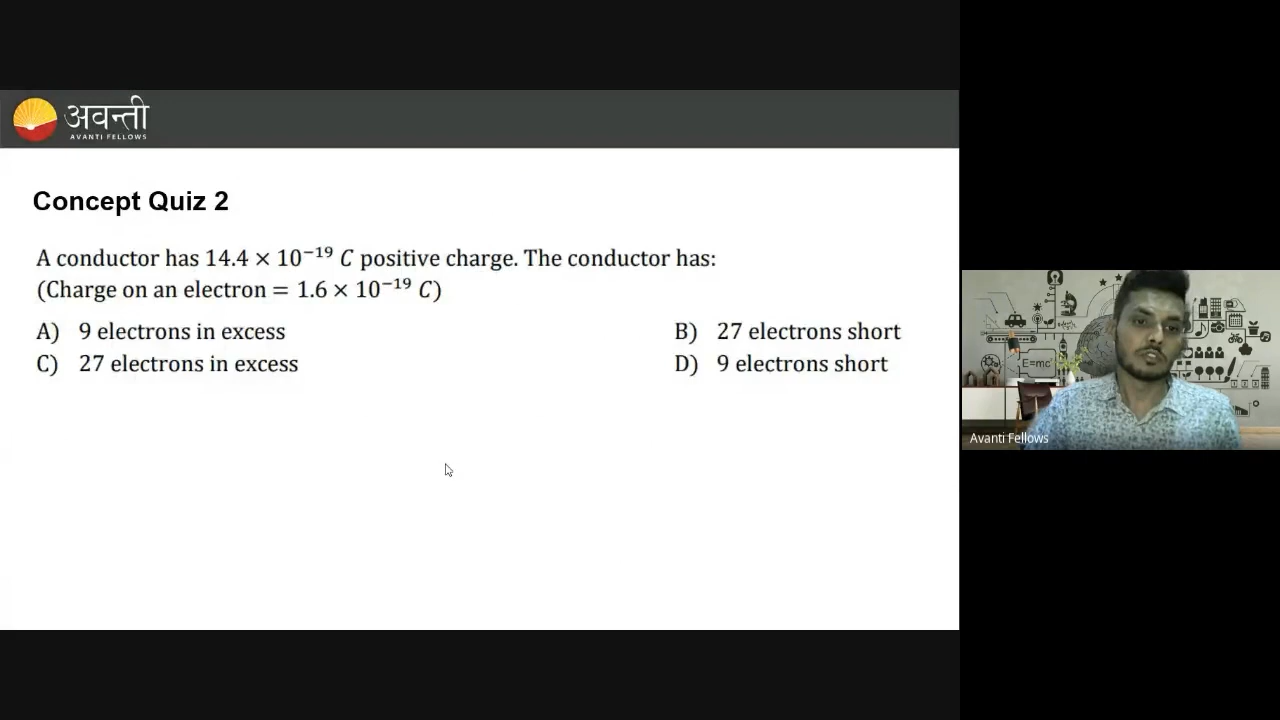 अवन्ती
AVANTI FELLOWS
Concept Quiz 2
A conductor has 14.4 × 10⁻¹⁹ C positive charge. The conductor has:
(Charge on an electron = 1.6 × 10⁻¹⁹ C)
A) 9 electrons in excess B) 27 electrons short
C) 27 electrons in excess D) 9 electrons short
E=mc
Avanti Fellows